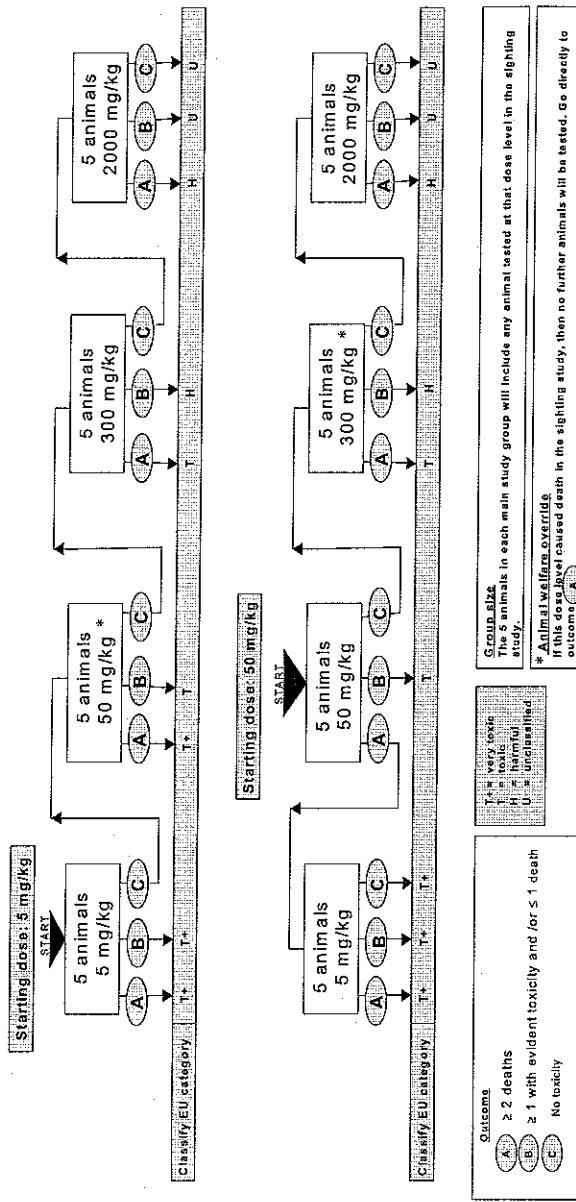 Starting dose: 5 mg/kg
START
5 animals
5 mg/kg
A B C
5 animals
50 mg/kg *
A B C
5 animals
300 mg/kg
A B C
5 animals
2000 mg/kg
A B C
Classify EU category T+ T+ T+ T T H H U U
Starting dose: 50 mg/kg
START
5 animals
5 mg/kg
A B C
5 animals
50 mg/kg
A B C
5 animals
300 mg/kg *
A B C
5 animals
2000 mg/kg
A B C
Classify EU category T+ T+ T+ T T H H U U
Outcome
A ≥ 2 deaths
B ≥ 1 with evident toxicity and /or ≤ 1 death
C No toxicity
T+ = very toxic
T = toxic
H = harmful
U = unclassified
Group size
The 5 animals in each main study group will include any animal tested at that dose level in the sighting
study.
* Animal welfare override
If this dose level caused death in the sighting study, then no further animals will be tested. Go directly to
outcome A